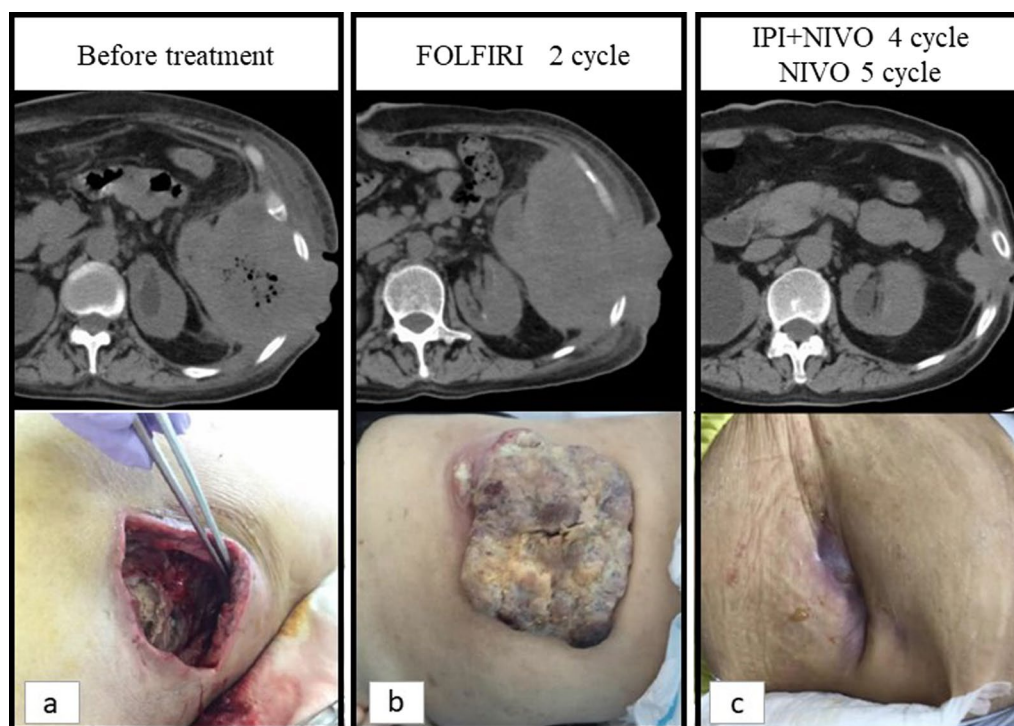 Before treatment
FOLFIRI 2 cycle
IPI+NIVO 4 cycle
NIVO 5 cycle
a
b
c